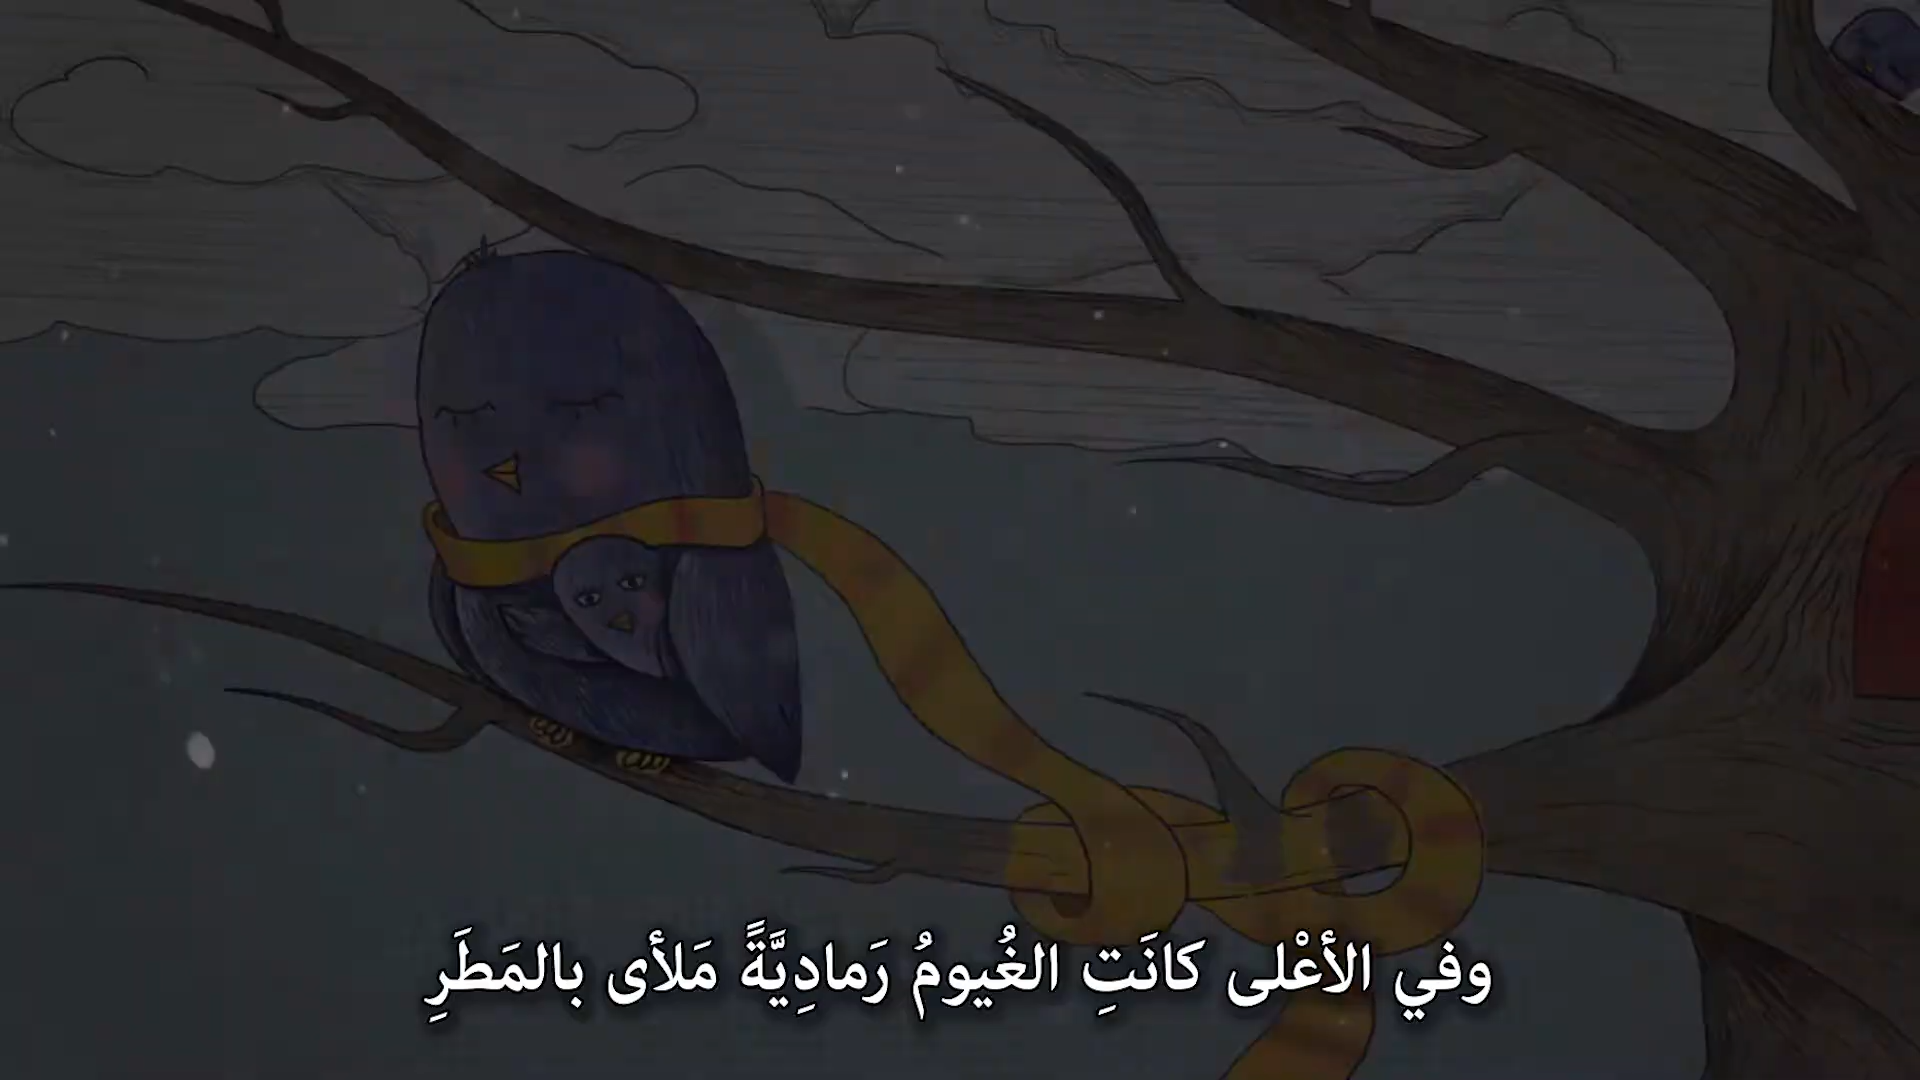 وفي الأعْلى كانَتِ الغُيومُ رَمادِيَّةً مَلأى بالمَطَرِ